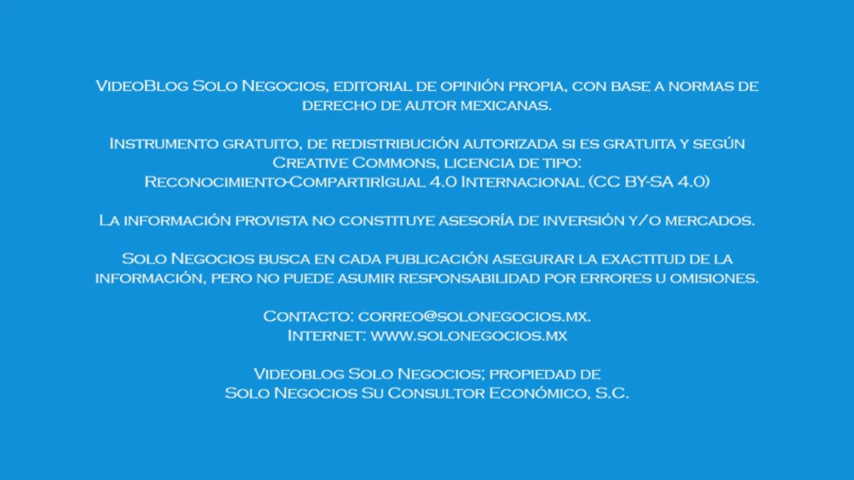 VideoBlog Solo Negocios, editorial de opinión propia, con base a normas de
derecho de autor mexicanas.
Instrumento gratuito, de redistribución autorizada si es gratuita y según
Creative Commons, licencia de tipo:
Reconocimiento-CompartirIgual 4.0 Internacional (CC BY-SA 4.0)
La información provista no constituye asesoría de inversión y/o mercados.
Solo Negocios busca en cada publicación asegurar la exactitud de la
información, pero no puede asumir responsabilidad por errores u omisiones.
Contacto: correo@solonegocios.mx.
Internet: www.solonegocios.mx
Videoblog Solo Negocios; propiedad de
Solo Negocios Su Consultor Económico, S.C.